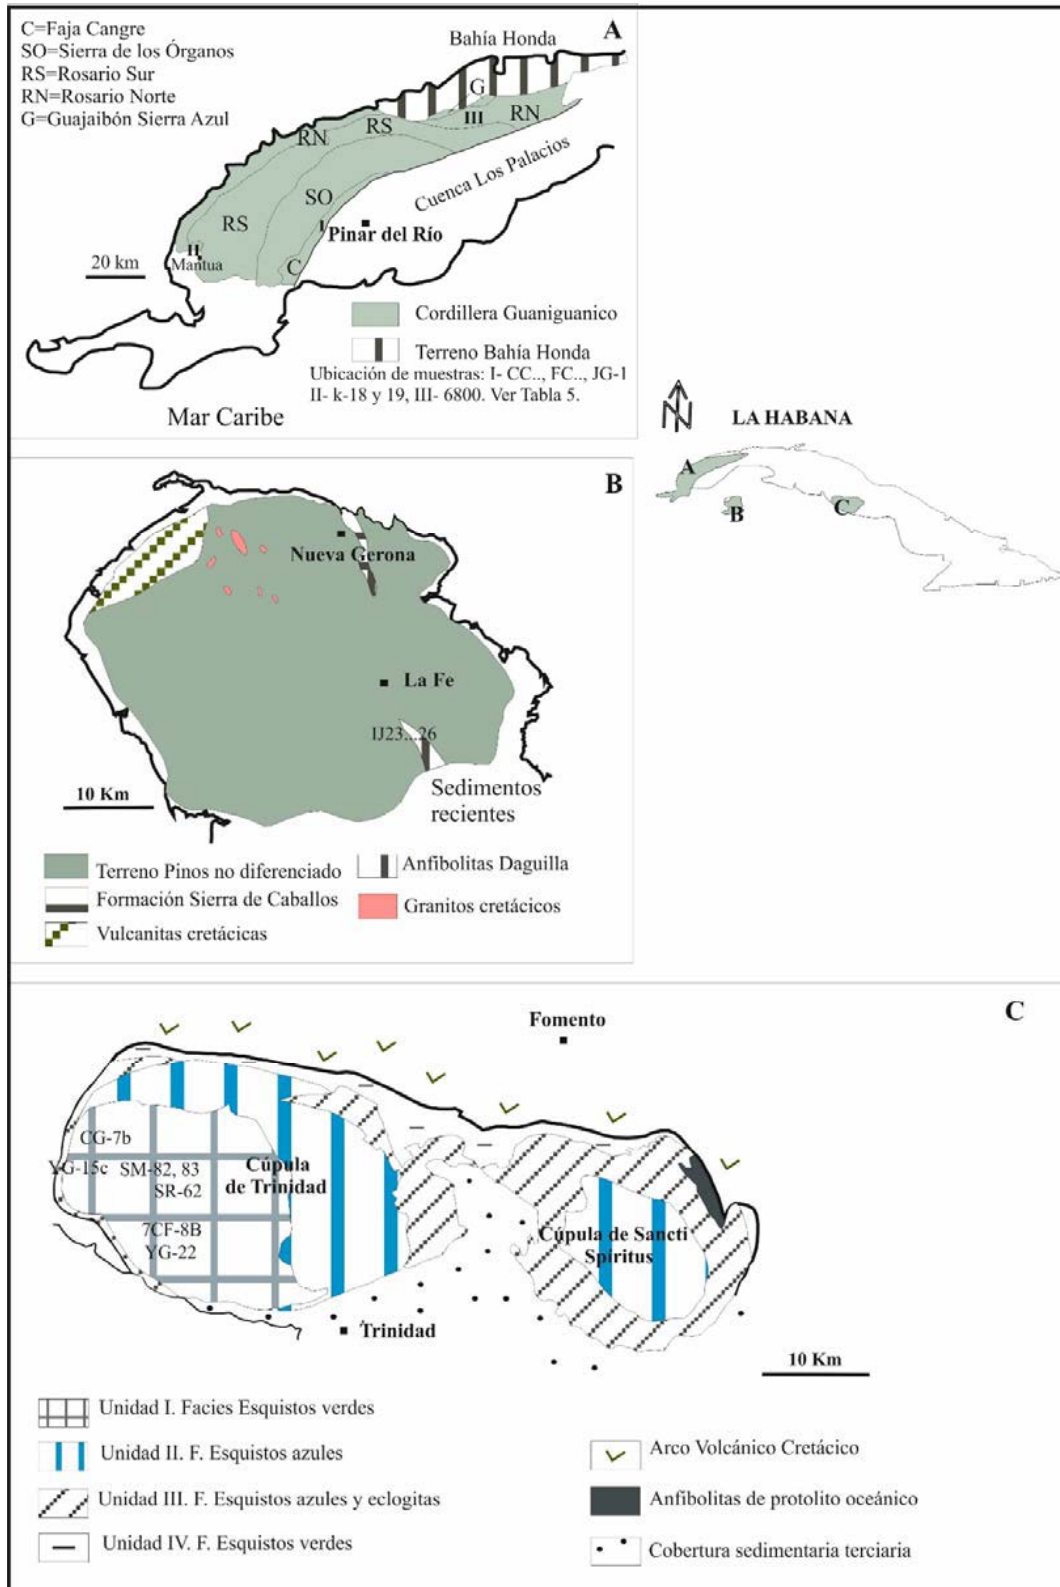 C=Faja Cangre
SO=Sierra de los Órganos
RS=Rosario Sur
RN=Rosario Norte
G=Guajaibón Sierra Azul
A
Bahía Honda
G
III
RN
RS
RN
SO
RS
Cuenca Los Palacios
I
Pinar del Río
II
Mantua
C
20 km
Cordillera Guaniguanico
Terreno Bahía Honda
Ubicación de muestras: I- CC.., FC.., JG-1
II- k-18 y 19, III- 6800. Ver Tabla 5.
Mar Caribe
N
LA HABANA
A
B
C
B
Nueva Gerona
La Fe
IJ23...26
Sedimentos
recientes
10 Km
Terreno Pinos no diferenciado
Anfibolitas Daguilla
Formación Sierra de Caballos
Granitos cretácicos
Vulcanitas cretácicas
C
Fomento
CG-7b
YG-15c
SM-82, 83
SR-62
Cúpula
de Trinidad
7CF-8B
YG-22
Cúpula de Sancti
Spíritus
Trinidad
10 Km
Unidad I. Facies Esquistos verdes
Unidad II. F. Esquistos azules
Unidad III. F. Esquistos azules y eclogitas
Unidad IV. F. Esquistos verdes
Arco Volcánico Cretácico
Anfibolitas de protolito oceánico
Cobertura sedimentaria terciaria